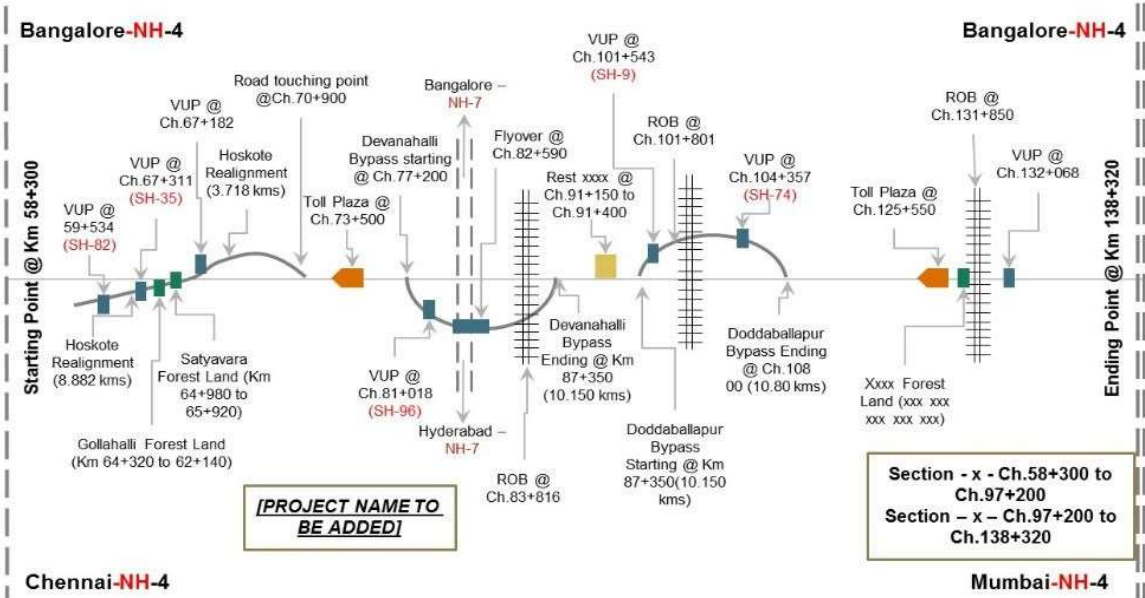 Bangalore-NH-4
Bangalore-NH-4
Starting Point @ Km 58+300
VUP @
59+534
(SH-82)
VUP @
Ch.67+311
(SH-35)
VUP @
Ch.67+182
Hoskote
Realignment
(3.718 kms)
Road touching point
@Ch.70+900
Toll Plaza @
Ch.73+500
Devanahalli
Bypass starting
@ Ch.77+200
Bangalore –
NH-7
Flyover @
Ch.82+590
Rest xxxx @
Ch.91+150 to
Ch.91+400
VUP @
Ch.101+543
(SH-9)
ROB @
Ch.101+801
VUP @
Ch.104+357
(SH-74)
Toll Plaza @
Ch.125+550
ROB @
Ch.131+850
VUP @
Ch.132+068
Ending Point @ Km 138+320
Hoskote
Realignment
(8.882 kms)
Satyavara
Forest Land (Km
64+980 to
65+920)
Gollahalli Forest Land
(Km 64+320 to 62+140)
VUP @
Ch.81+018
(SH-96)
Hyderabad –
NH-7
ROB @
Ch.83+816
Devanahalli
Bypass
Ending @ Km
87+350
(10.150 kms)
Doddaballapur
Bypass
Starting @ Km
87+350(10.150
kms)
Doddaballapur
Bypass Ending
@ Ch.108
00 (10.80 kms)
Xxxx Forest
Land (xxx xxx
xxx xxx xxx)
[PROJECT NAME TO
BE ADDED]
Section - x - Ch.58+300 to
Ch.97+200
Section – x – Ch.97+200 to
Ch.138+320
Chennai-NH-4
Mumbai-NH-4